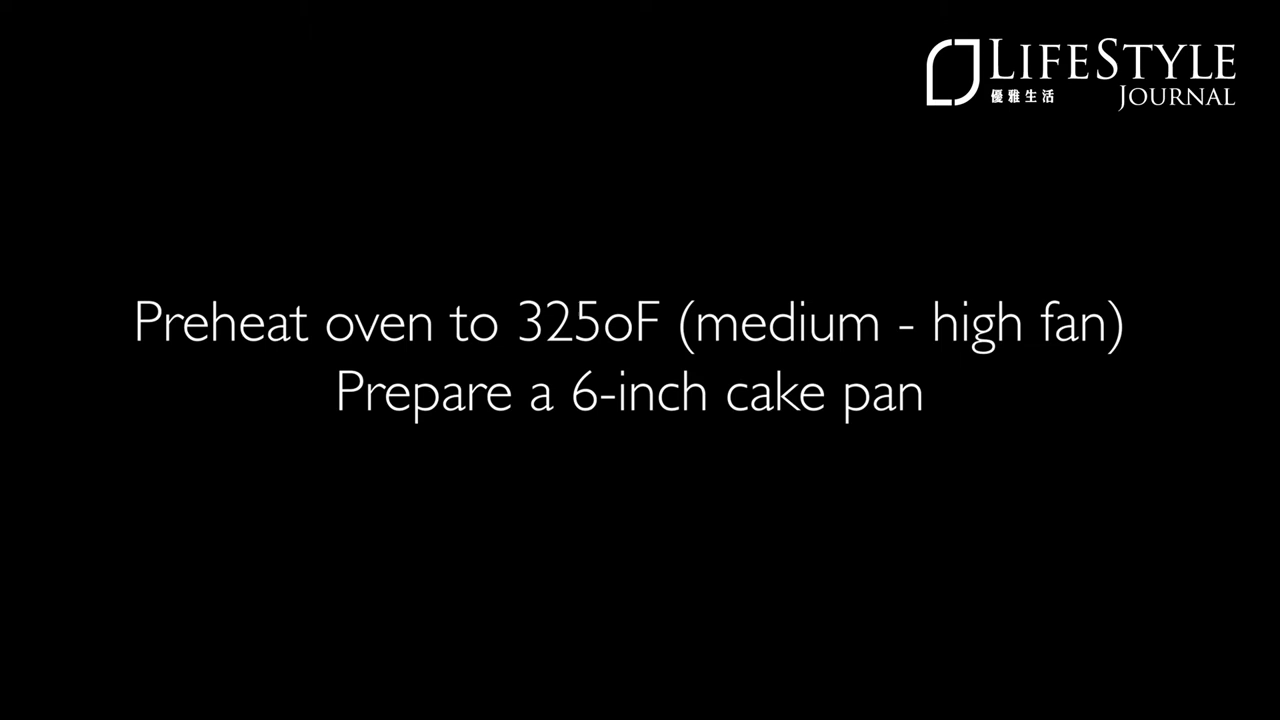 LIFESTYLE
優雅生活 JOURNAL
Preheat oven to 325oF (medium - high fan)
Prepare a 6-inch cake pan